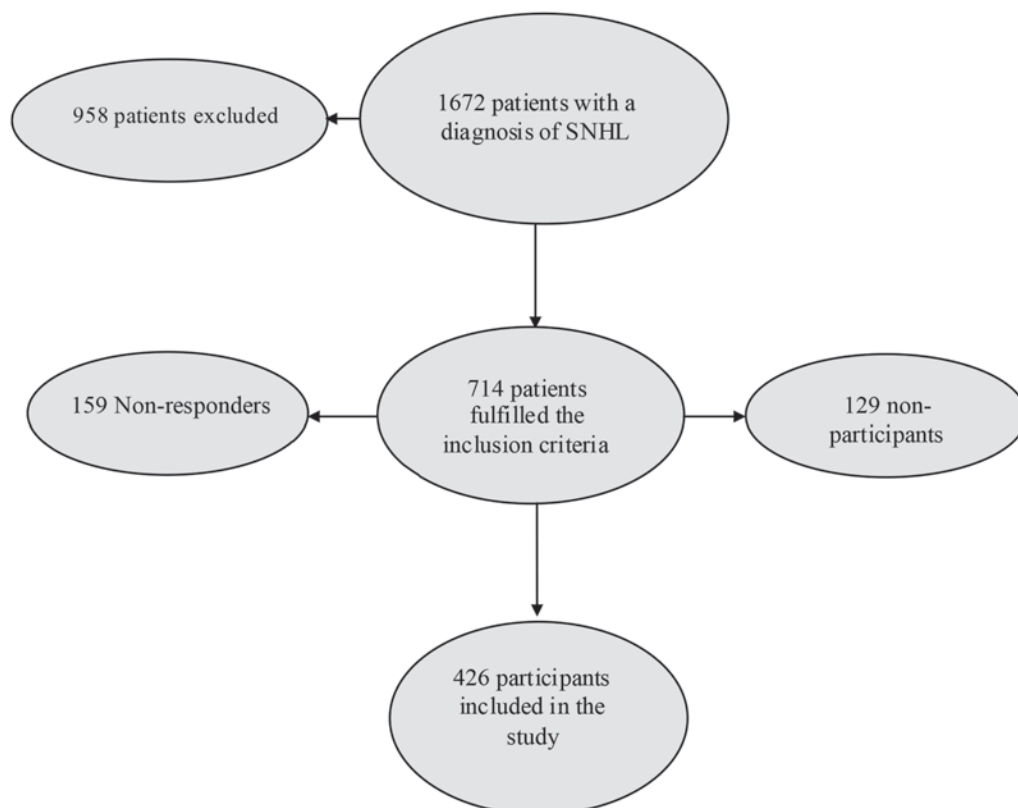 958 patients excluded
1672 patients with a
diagnosis of SNHL
159 Non-responders
714 patients
fulfilled the
inclusion criteria
129 non-
participants
426 participants
included in the
study